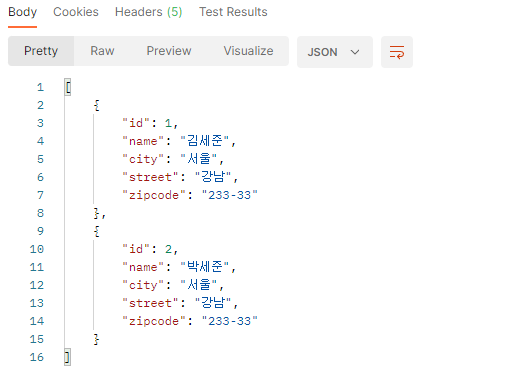 Body Cookies Headers (5) Test Results
Pretty Raw Preview Visualize JSON
1 [
2 {
3 "id": 1,
4 "name": "김세준",
5 "city": "서울",
6 "street": "강남",
7 "zipcode": "233-33"
8 },
9 {
10 "id": 2,
11 "name": "박세준",
12 "city": "서울",
13 "street": "강남",
14 "zipcode": "233-33"
15 }
16 ]